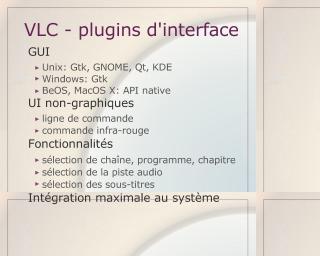 VLC - plugins d'interface
GUI
Unix: Gtk, GNOME, Qt, KDE
Windows: Gtk
BeOS, MacOS X: API native
UI non-graphiques
ligne de commande
commande infra-rouge
Fonctionnalités
sélection de chaîne, programme, chapitre
sélection de la piste audio
sélection des sous-titres
Intégration maximale au système